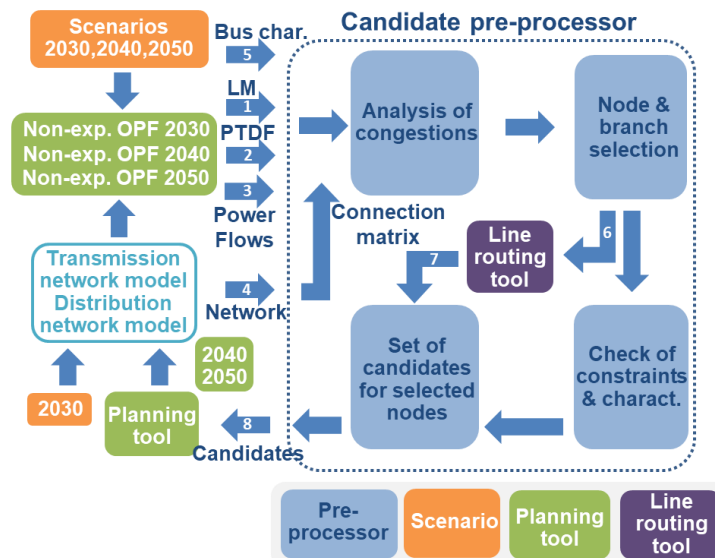 Scenarios
2030,2040,2050
Bus char.
5
Candidate pre-processor
LM
1
PTDF
2
3
Power
Flows
Non-exp. OPF 2030
Non-exp. OPF 2040
Non-exp. OPF 2050
Analysis of
congestions
Node &
branch
selection
Connection
matrix
6
7
Line
routing
tool
Transmission
network model
Distribution
network model
4
Network
Set of
candidates
for selected
nodes
Check of
constraints
& charact.
2040
2050
2030
Planning
tool
8
Candidates
Pre-
processor
Scenario
Planning
tool
Line
routing
tool